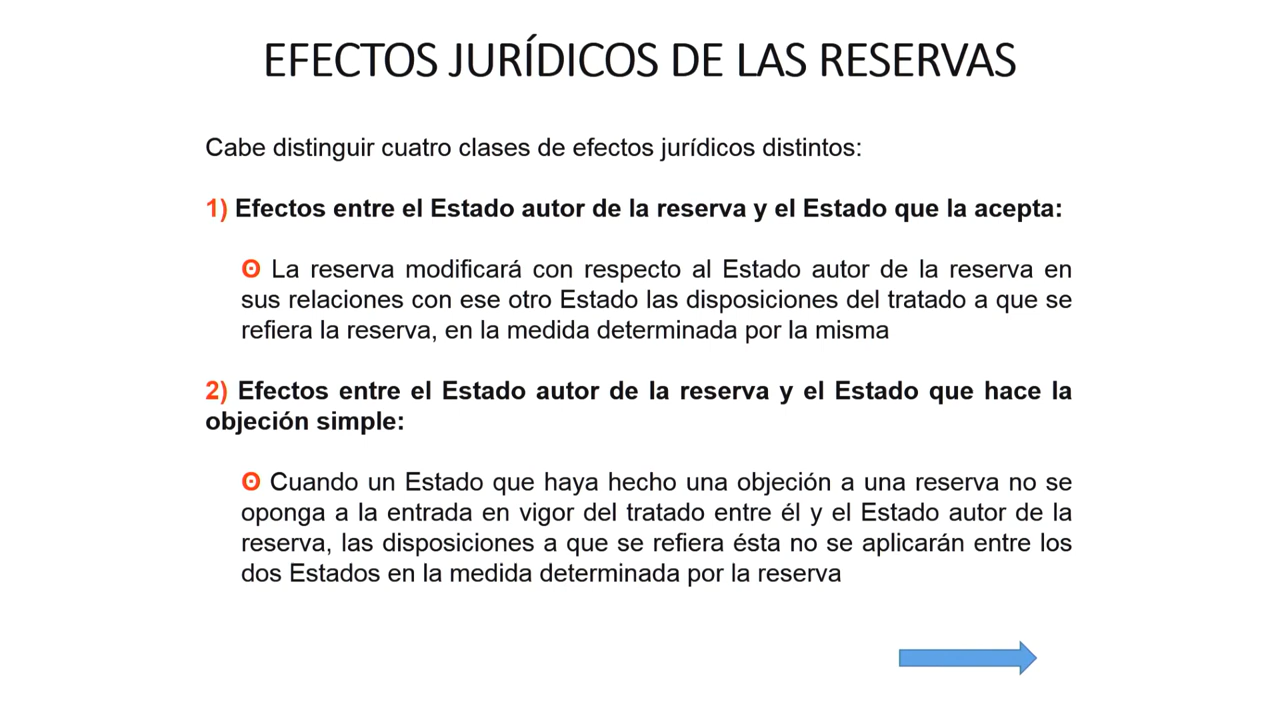 EFECTOS JURÍDICOS DE LAS RESERVAS
Cabe distinguir cuatro clases de efectos jurídicos distintos:
1) Efectos entre el Estado autor de la reserva y el Estado que la acepta:
ʘ La reserva modificará con respecto al Estado autor de la reserva en
sus relaciones con ese otro Estado las disposiciones del tratado a que se
refiera la reserva, en la medida determinada por la misma
2) Efectos entre el Estado autor de la reserva y el Estado que hace la
objeción simple:
ʘ Cuando un Estado que haya hecho una objeción a una reserva no se
oponga a la entrada en vigor del tratado entre él y el Estado autor de la
reserva, las disposiciones a que se refiera ésta no se aplicarán entre los
dos Estados en la medida determinada por la reserva